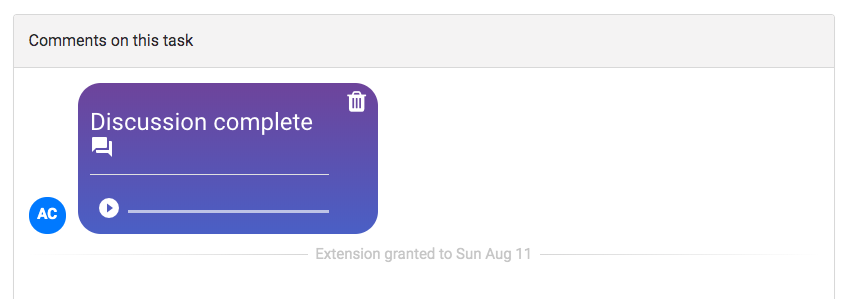 Comments on this task
Discussion complete
AC
Extension granted to Sun Aug 11